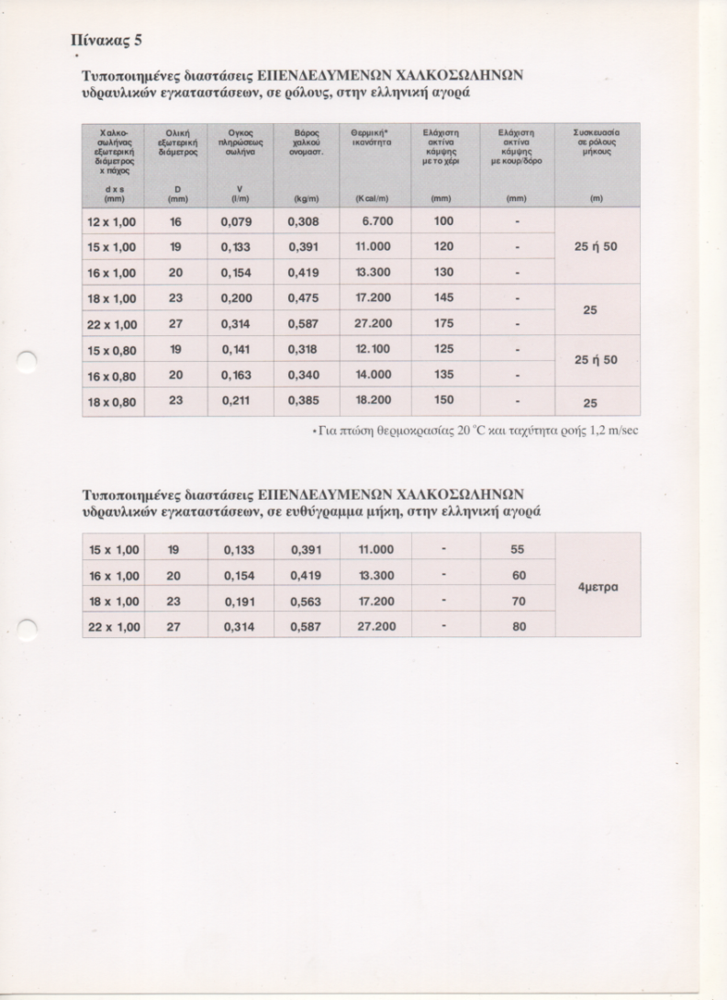 Πίνακας 5
Τυποποιημένες διαστάσεις ΕΠΕΝΔΕΔΥΜΕΝΩΝ ΧΑΛΚΟΣΩΛΗΝΩΝ
υδραυλικών εγκαταστάσεων, σε ρόλους, στην ελληνική αγορά
Χαλκο- Ολική Ογκος Βάρος Θερμική* Ελάχιστη Ελάχιστη Συσκευασία
σωλήνας εξωτερική πληρώσεως χαλκού ικανότητα ακτίνα ακτίνα σε ρόλους
εξωτερική διάμετρος σωλήνα ονομαστ. κάμψης κάμψης μήκους
διάμετρος με το χέρι με κουρ/δόρο
x πάχος
d x s D V
(mm) (mm) (l/m) (kg/m) (Kcal/m) (mm) (mm) (m)
12 x 1,00 16 0,079 0,308 6.700 100 -
15 x 1,00 19 0,133 0,391 11.000 120 - 25 ή 50
16 x 1,00 20 0,154 0,419 13.300 130 -
18 x 1,00 23 0,200 0,475 17.200 145 -
25
22 x 1,00 27 0,314 0,587 27.200 175 -
15 x 0,80 19 0,141 0,318 12.100 125 -
25 ή 50
16 x 0,80 20 0,163 0,340 14.000 135 -
18 x 0,80 23 0,211 0,385 18.200 150 - 25
• Για πτώση θερμοκρασίας 20 °C και ταχύτητα ροής 1,2 m/sec
Τυποποιημένες διαστάσεις ΕΠΕΝΔΕΔΥΜΕΝΩΝ ΧΑΛΚΟΣΩΛΗΝΩΝ
υδραυλικών εγκαταστάσεων, σε ευθύγραμμα μήκη, στην ελληνική αγορά
15 x 1,00 19 0,133 0,391 11.000 - 55
16 x 1,00 20 0,154 0,419 13.300 - 60
4μετρα
18 x 1,00 23 0,191 0,563 17.200 - 70
22 x 1,00 27 0,314 0,587 27.200 - 80